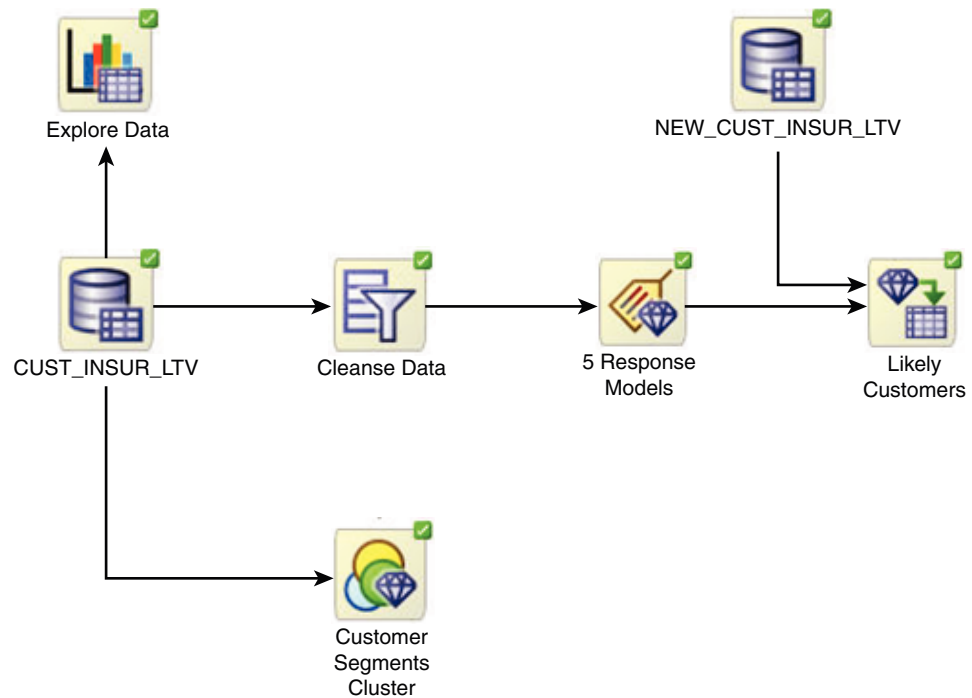 Explore Data
NEW_CUST_INSUR_LTV
CUST_INSUR_LTV
Cleanse Data
5 Response
Models
Likely
Customers
Customer
Segments
Cluster